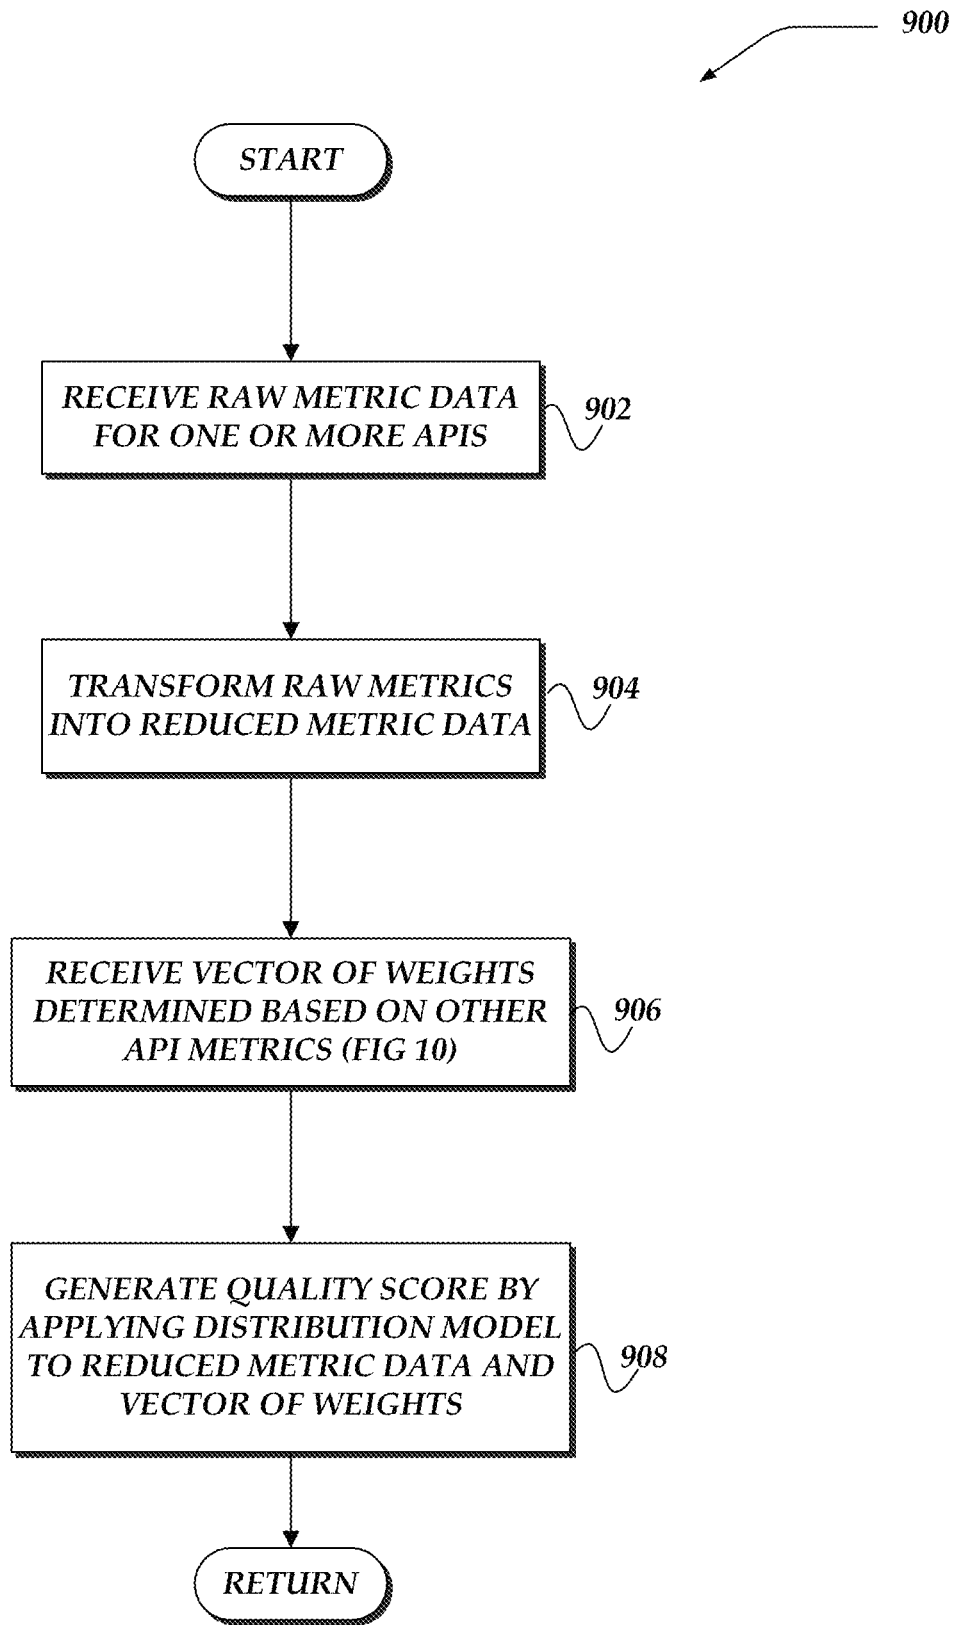 900
START
RECEIVE RAW METRIC DATA
FOR ONE OR MORE APIS
902
TRANSFORM RAW METRICS
INTO REDUCED METRIC DATA
904
RECEIVE VECTOR OF WEIGHTS
DETERMINED BASED ON OTHER
API METRICS (FIG 10)
906
GENERATE QUALITY SCORE BY
APPLYING DISTRIBUTION MODEL
TO REDUCED METRIC DATA AND
VECTOR OF WEIGHTS
908
RETURN